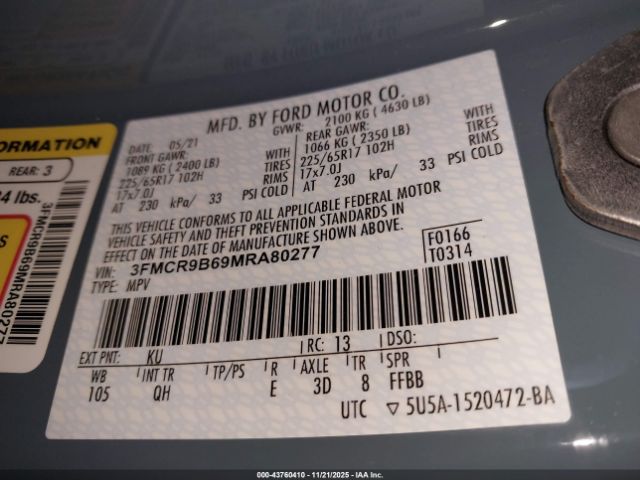 MFD. BY FORD MOTOR CO.
DATE: 05/21 GVWR: 2100 KG ( 4630 LB)
FRONT GAWR: REAR GAWR:
1089 KG ( 2400 LB) WITH 1066 KG ( 2350 LB) WITH
225/65R17 102H TIRES 225/65R17 102H TIRES
17x7.0J RIMS 17x7.0J RIMS
AT 230 kPa/ 33 PSI COLD AT 230 kPa/ 33 PSI COLD
THIS VEHICLE CONFORMS TO ALL APPLICABLE FEDERAL MOTOR
VEHICLE SAFETY AND THEFT PREVENTION STANDARDS IN
EFFECT ON THE DATE OF MANUFACTURE SHOWN ABOVE.
VIN: 3FMCR9B69MRA80277 F0166
TYPE: MPV T0314
EXT PNT: KU RC: 13 DSO:
WB INT TR TP/PS R AXLE TR SPR
105 QH E 3D 8 FFBB
UTC ▽ 5U5A-1520472-BA
ORMATION
REAR: 3
4 lbs.
S
3FMCR9B69MRA80277
000-43760410 - 11/21/2025 - IAA Inc.